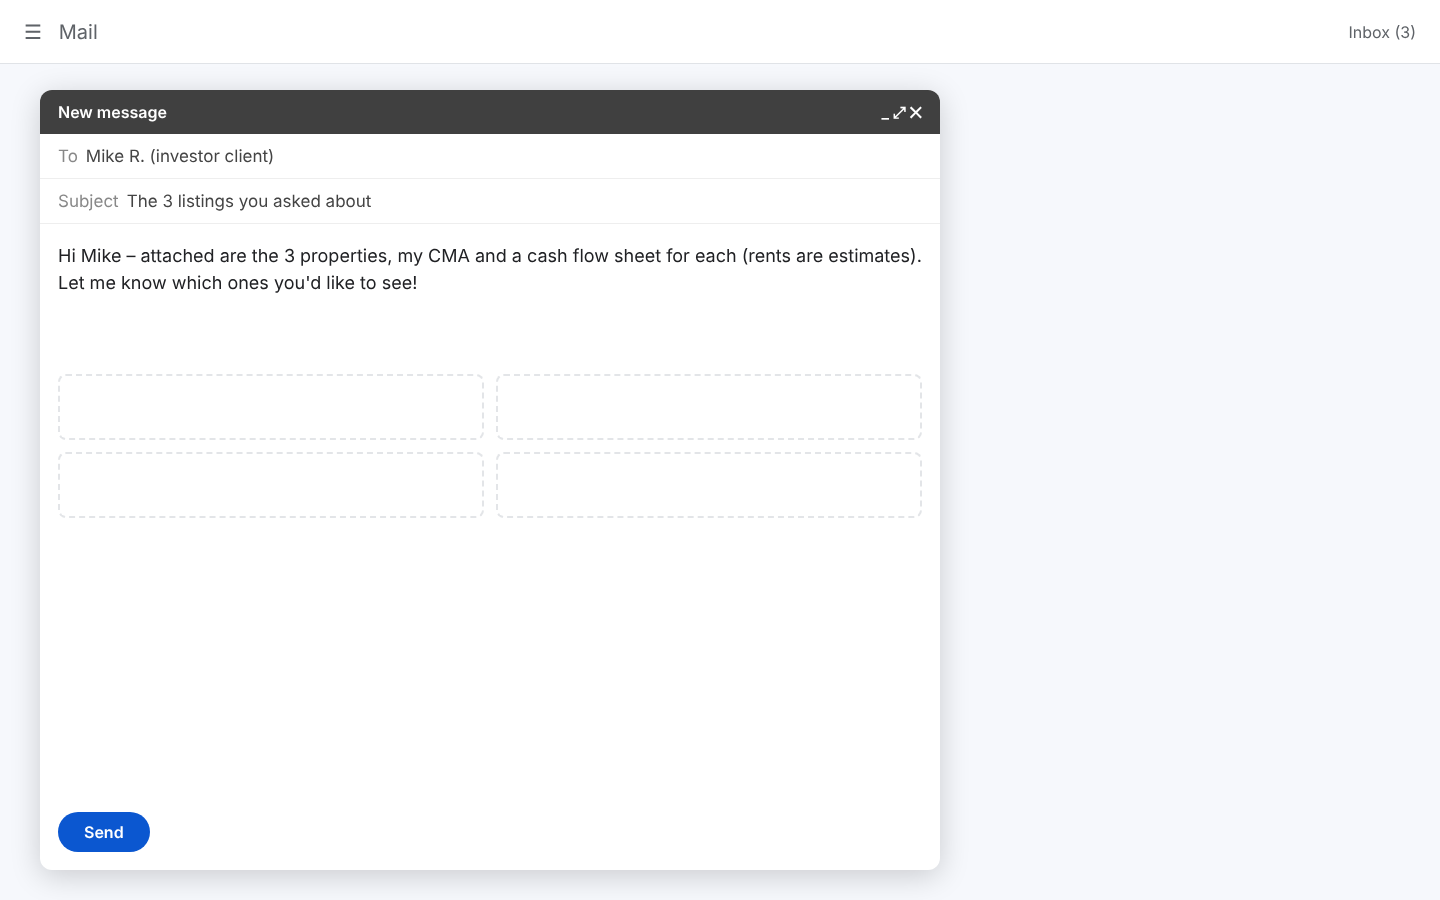 ☰ Mail
Inbox (3)
New message
To Mike R. (investor client)
Subject The 3 listings you asked about
Hi Mike – attached are the 3 properties, my CMA and a cash flow sheet for each (rents are estimates).
Let me know which ones you'd like to see!
Send